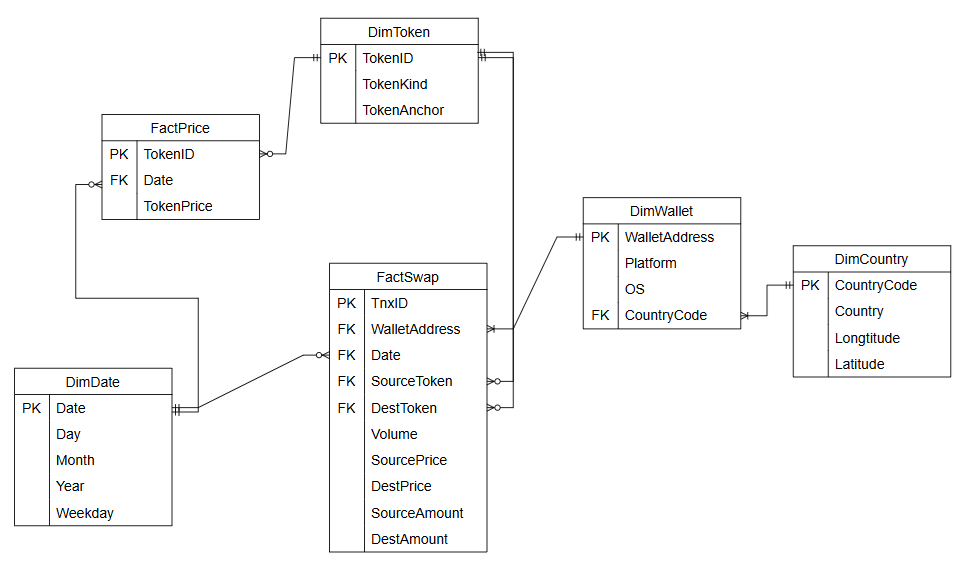 DimToken
PK TokenID
TokenKind
TokenAnchor
FactPrice
PK TokenID
FK Date
TokenPrice
DimWallet
PK WalletAddress
Platform
OS
FK CountryCode
DimCountry
PK CountryCode
Country
Longtitude
Latitude
FactSwap
PK TnxID
FK WalletAddress
FK Date
FK SourceToken
FK DestToken
Volume
SourcePrice
DestPrice
SourceAmount
DestAmount
DimDate
PK Date
Day
Month
Year
Weekday